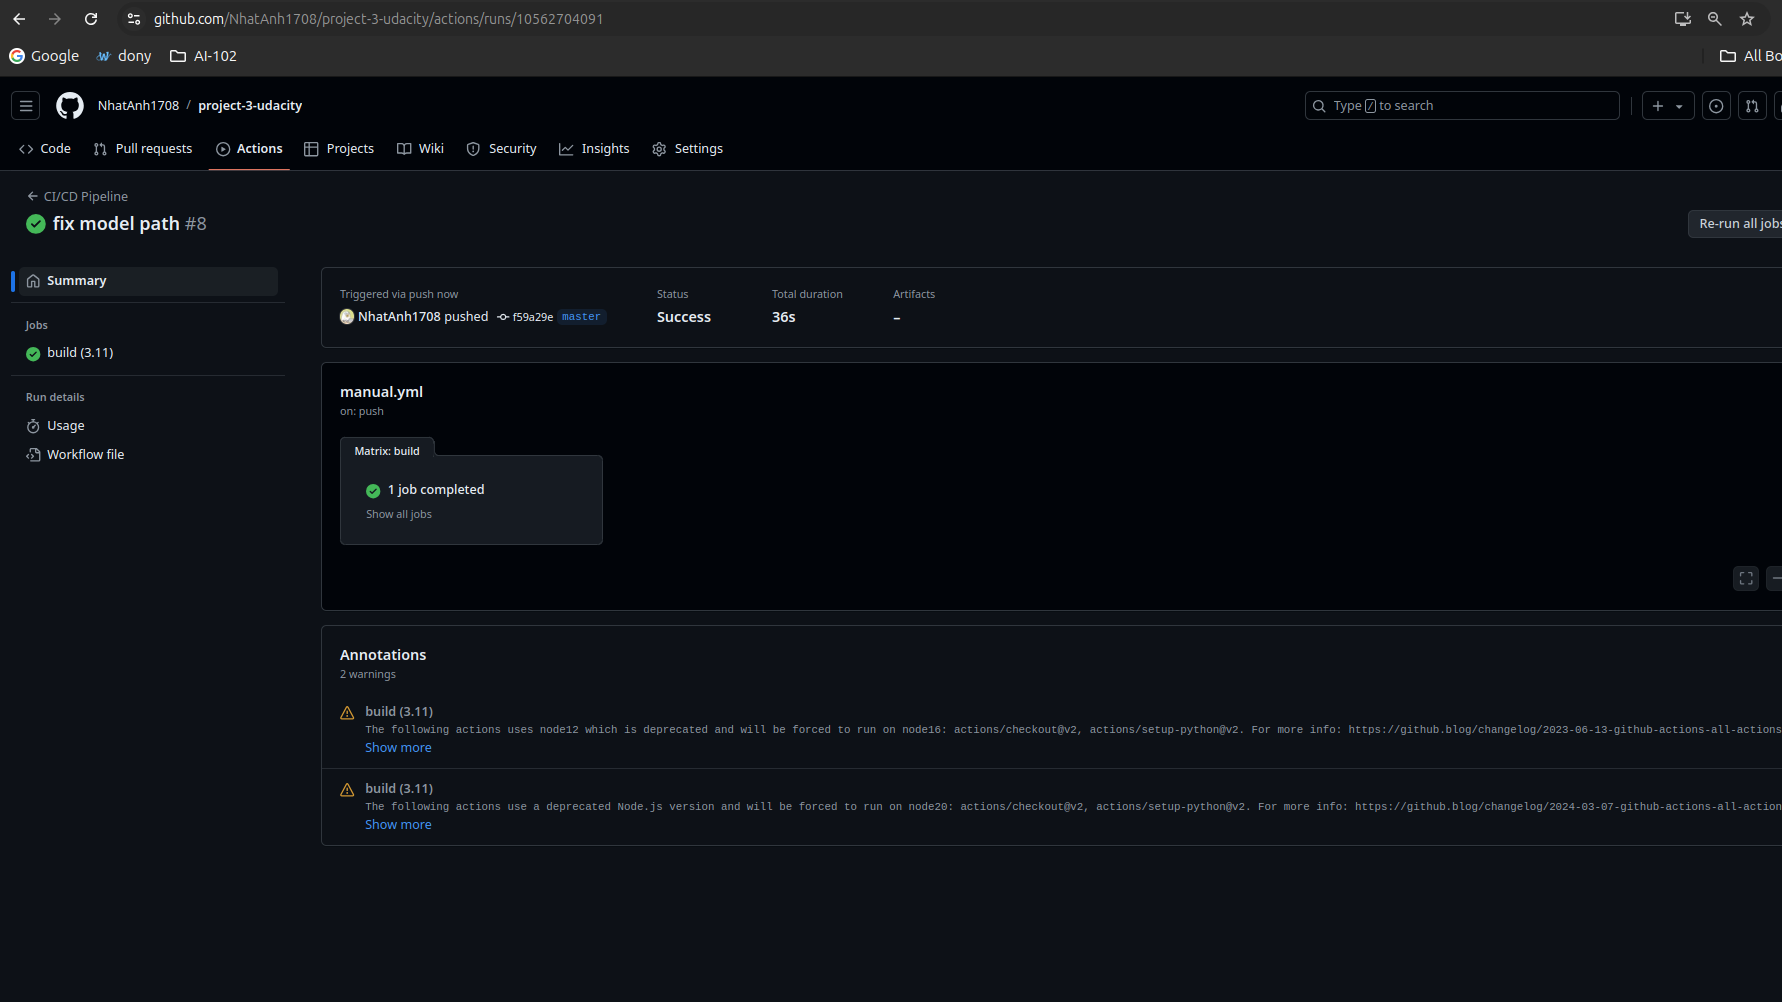 github.com/NhatAnh1708/project-3-udacity/actions/runs/10562704091
Google dony AI-102 All Bo
NhatAnh1708 / project-3-udacity
Type / to search
Code Pull requests Actions Projects Wiki Security Insights Settings
CI/CD Pipeline
fix model path #8
Re-run all jobs
Summary
Jobs
build (3.11)
Run details
Usage
Workflow file
Triggered via push now
NhatAnh1708 pushed f59a29e master
Status
Success
Total duration
36s
Artifacts
–
manual.yml
on: push
Matrix: build
1 job completed
Show all jobs
Annotations
2 warnings
build (3.11)
The following actions uses node12 which is deprecated and will be forced to run on node16: actions/checkout@v2, actions/setup-python@v2. For more info: https://github.blog/changelog/2023-06-13-github-actions-all-actions
Show more
build (3.11)
The following actions use a deprecated Node.js version and will be forced to run on node20: actions/checkout@v2, actions/setup-python@v2. For more info: https://github.blog/changelog/2024-03-07-github-actions-all-action
Show more